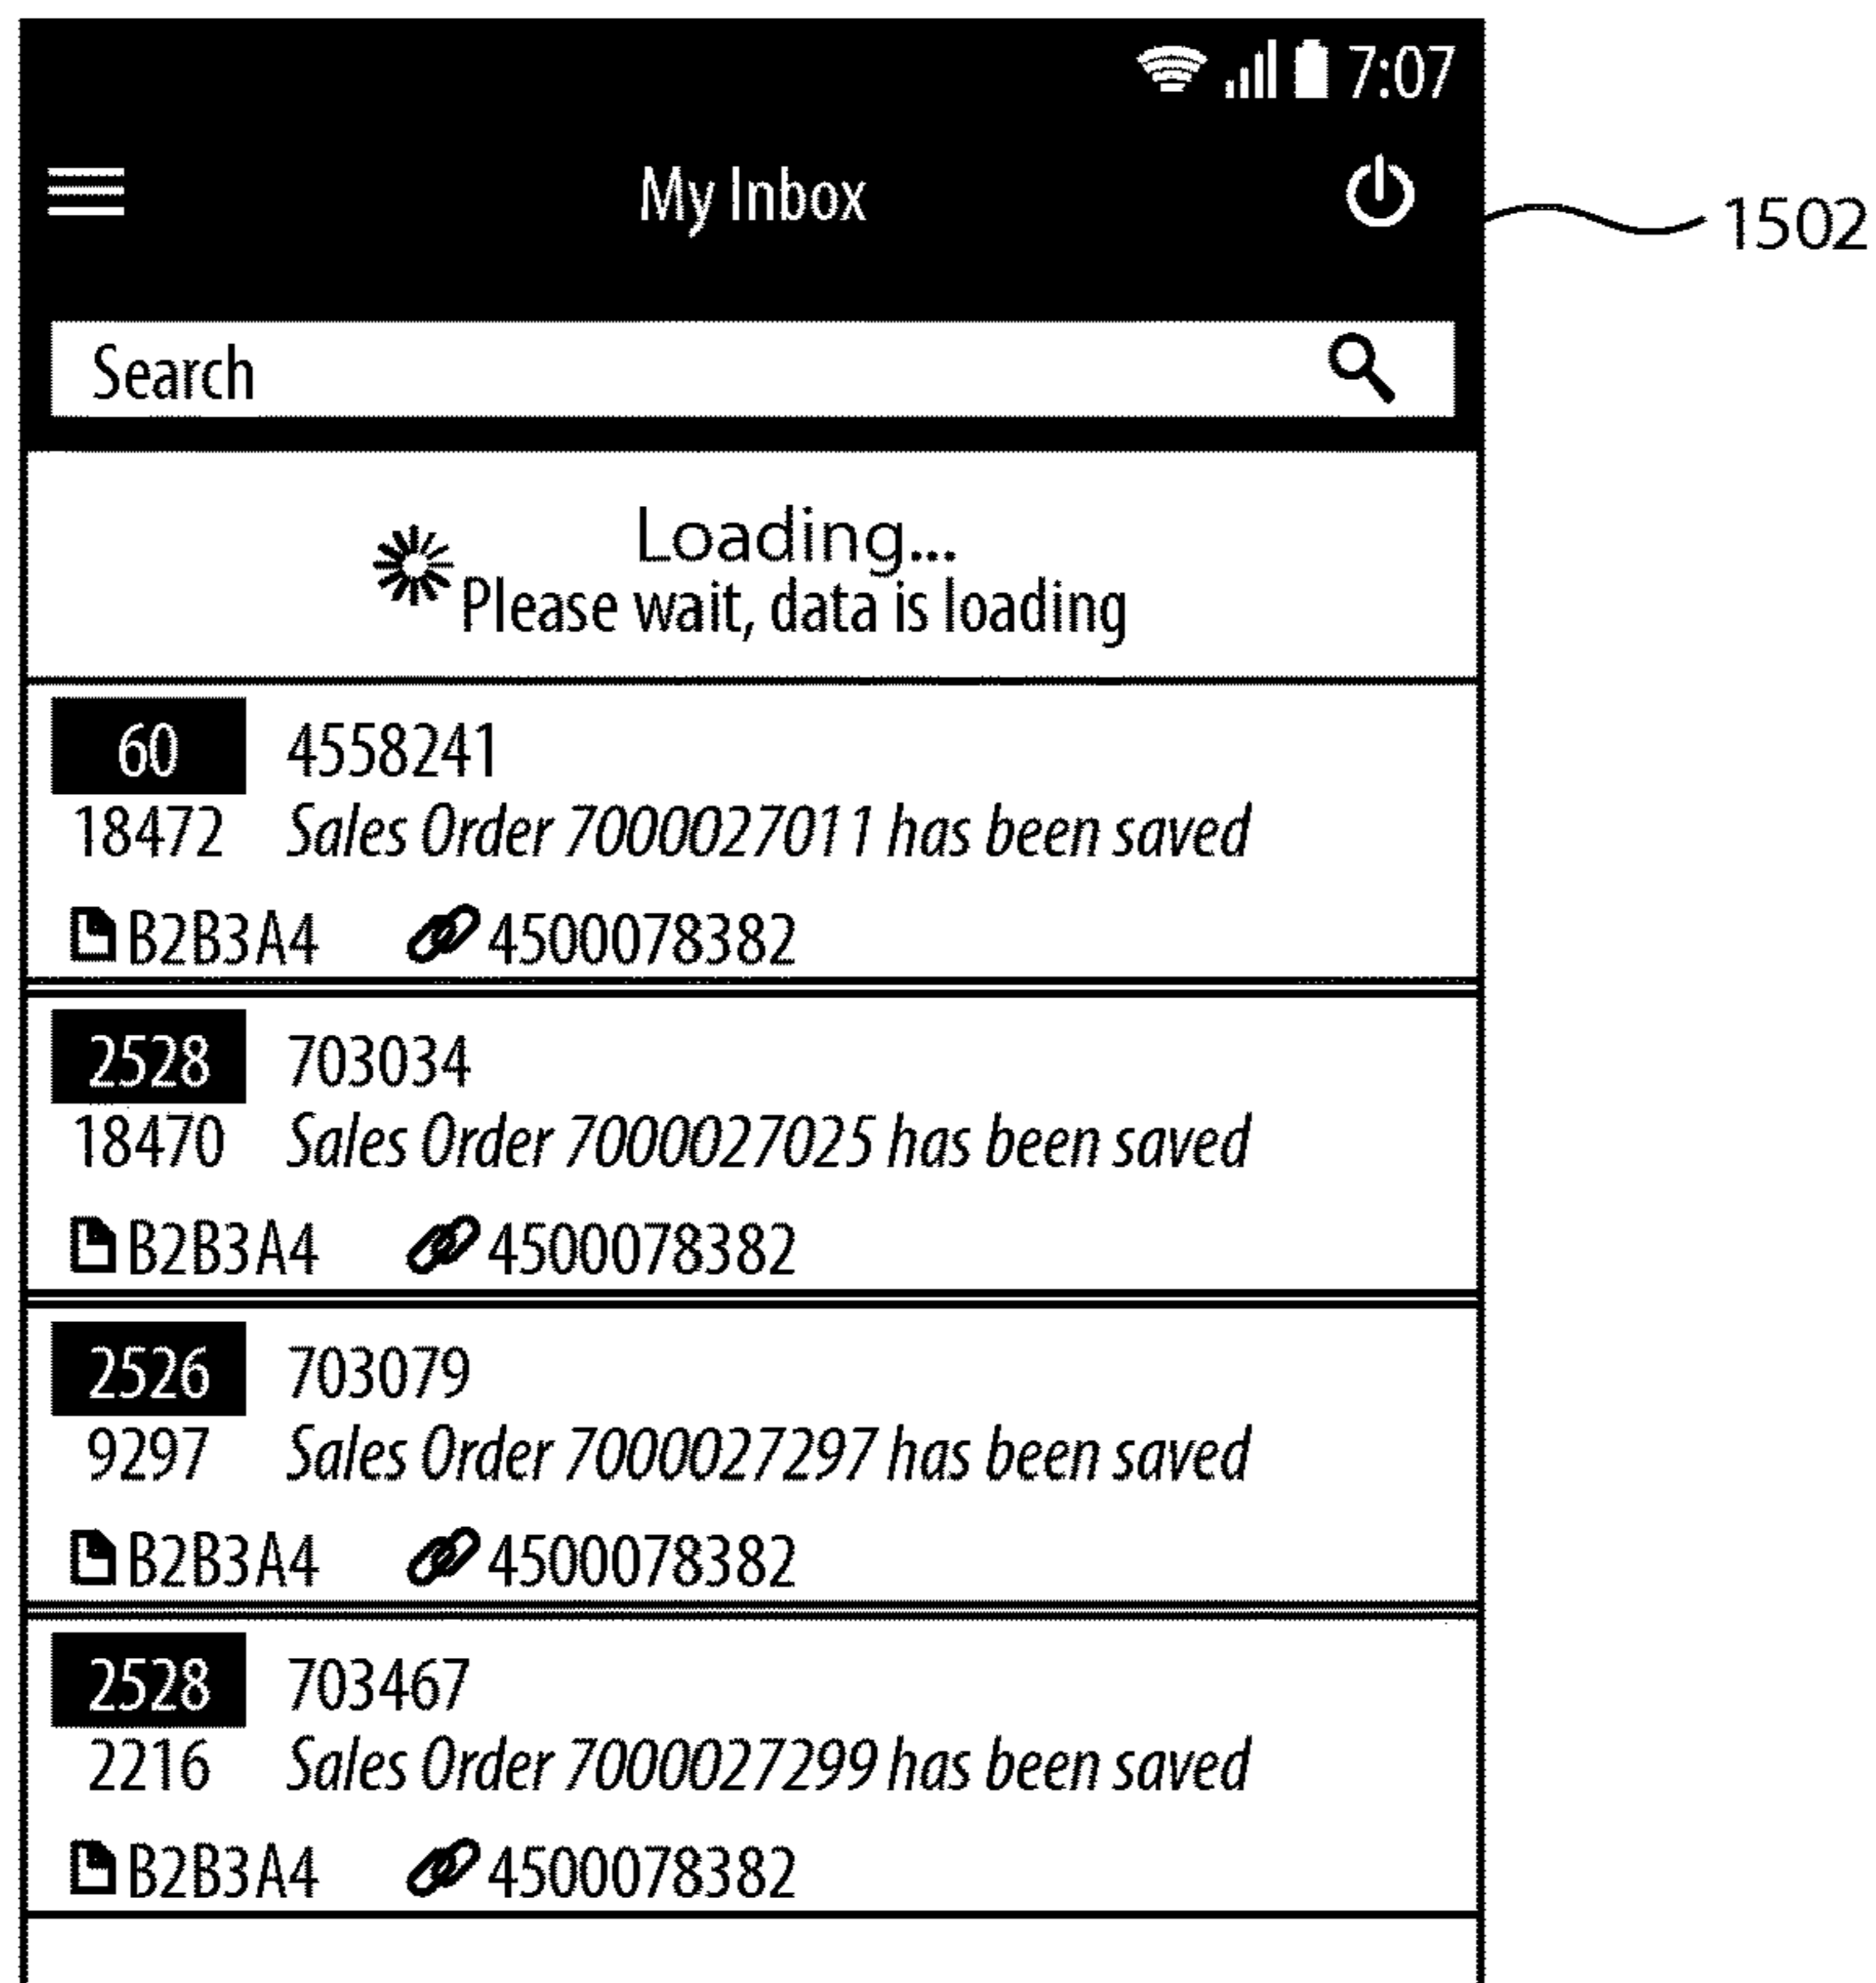 7:07
My Inbox
1502
Search
Loading...
Please wait, data is loading
60 4558241
18472 Sales Order 7000027011 has been saved
B2B3A4 4500078382
2528 703034
18470 Sales Order 7000027025 has been saved
B2B3A4 4500078382
2526 703079
9297 Sales Order 7000027297 has been saved
B2B3A4 4500078382
2528 703467
2216 Sales Order 7000027299 has been saved
B2B3A4 4500078382